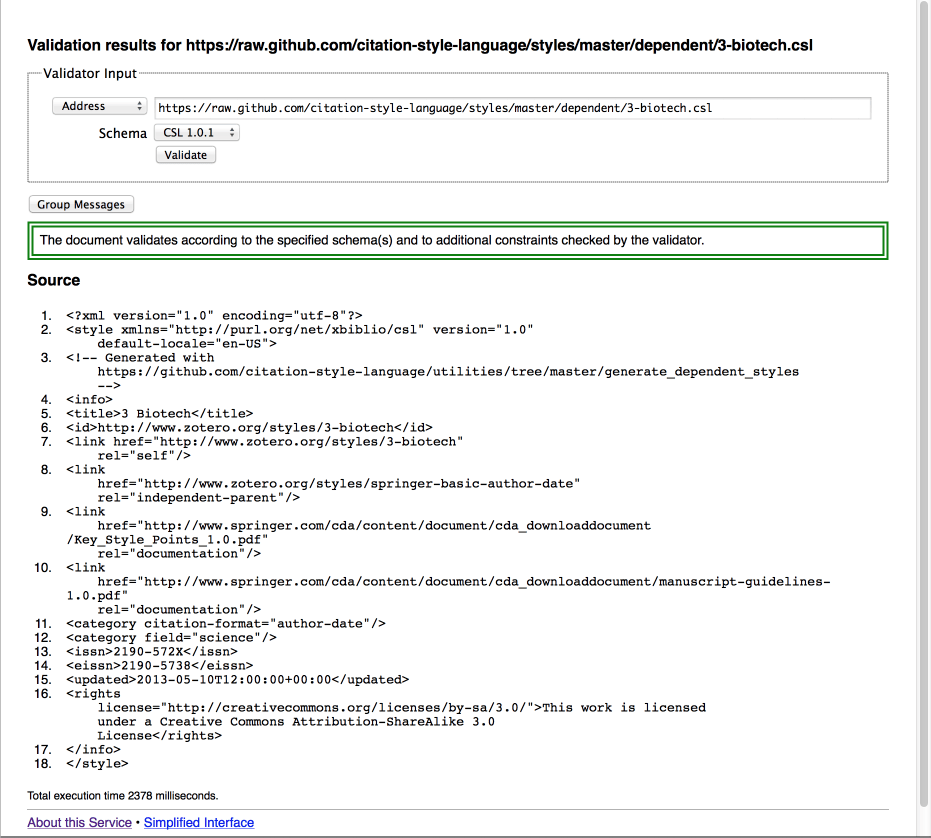 Validation results for https://raw.github.com/citation-style-language/styles/master/dependent/3-biotech.csl
Validator Input
Address https://raw.github.com/citation-style-language/styles/master/dependent/3-biotech.csl
Schema CSL 1.0.1
Validate
Group Messages
The document validates according to the specified schema(s) and to additional constraints checked by the validator.
Source
1. <?xml version="1.0" encoding="utf-8"?>
2. <style xmlns="http://purl.org/net/xbiblio/csl" version="1.0"
default-locale="en-US">
3. <!-- Generated with
https://github.com/citation-style-language/utilities/tree/master/generate_dependent_styles
-->
4. <info>
5. <title>3 Biotech</title>
6. <id>http://www.zotero.org/styles/3-biotech</id>
7. <link href="http://www.zotero.org/styles/3-biotech"
rel="self"/>
8. <link
href="http://www.zotero.org/styles/springer-basic-author-date"
rel="independent-parent"/>
9. <link
href="http://www.springer.com/cda/content/document/cda_downloaddocument
/Key_Style_Points_1.0.pdf"
rel="documentation"/>
10. <link
href="http://www.springer.com/cda/content/document/cda_downloaddocument/manuscript-guidelines-
1.0.pdf"
rel="documentation"/>
11. <category citation-format="author-date"/>
12. <category field="science"/>
13. <issn>2190-572X</issn>
14. <eissn>2190-5738</eissn>
15. <updated>2013-05-10T12:00:00+00:00</updated>
16. <rights
license="http://creativecommons.org/licenses/by-sa/3.0/">This work is licensed
under a Creative Commons Attribution-ShareAlike 3.0
License</rights>
17. </info>
18. </style>
Total execution time 2378 milliseconds.
About this Service • Simplified Interface